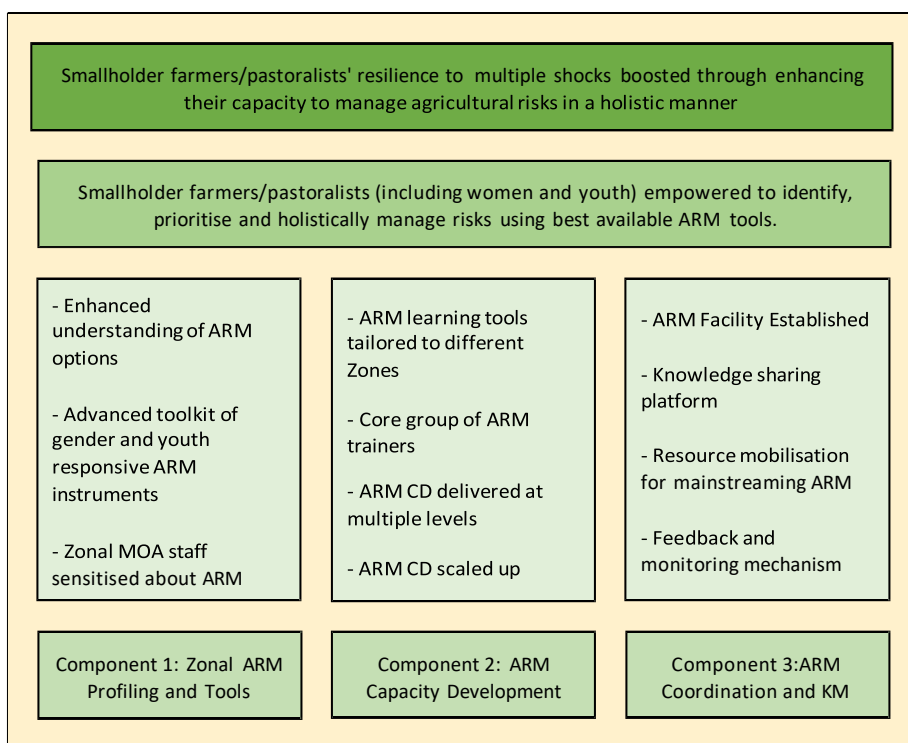 Smallholder farmers/pastoralists' resilience to multiple shocks boosted through enhancing
their capacity to manage agricultural risks in a holistic manner
Smallholder farmers/pastoralists (including women and youth) empowered to identify,
prioritise and holistically manage risks using best available ARM tools.
- Enhanced
understanding of ARM
options
- Advanced toolkit of
gender and youth
responsive ARM
instruments
- Zonal MOA staff
sensitised about ARM
- ARM learning tools
tailored to different
Zones
- Core group of ARM
trainers
- ARM CD delivered at
multiple levels
- ARM CD scaled up
- ARM Facility Established
- Knowledge sharing
platform
- Resource mobilisation
for mainstreaming ARM
- Feedback and
monitoring mechanism
Component 1: Zonal ARM
Profiling and Tools
Component 2: ARM
Capacity Development
Component 3:ARM
Coordination and KM